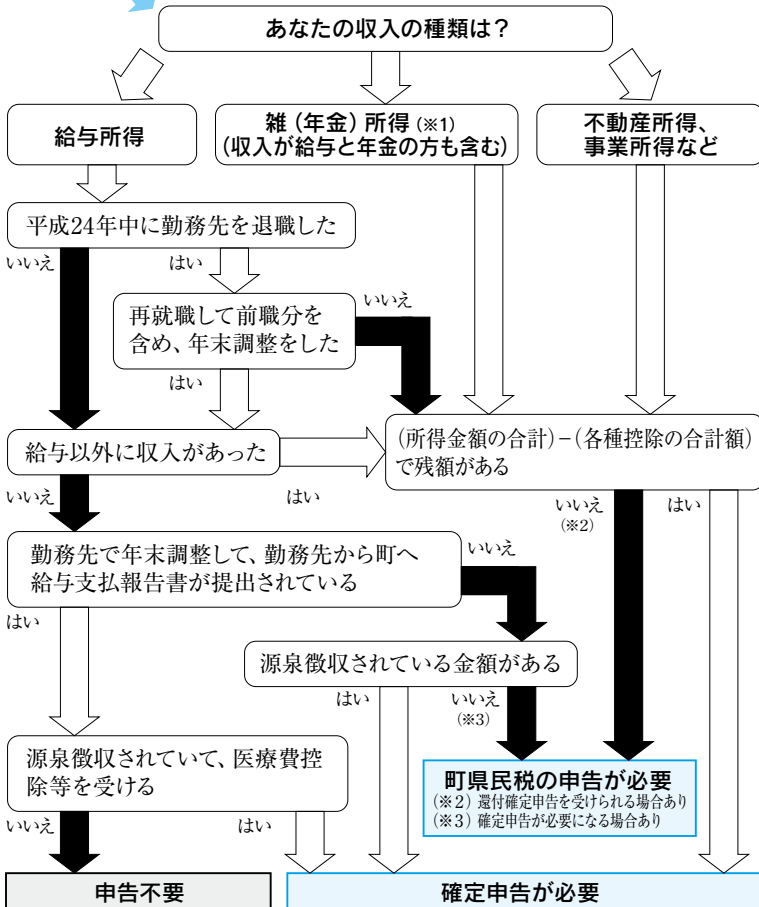 あなたの収入の種類は？
給与所得
雑（年金）所得（※1）
（収入が給与と年金の方も含む）
不動産所得、
事業所得など
平成24年中に勤務先を退職した
いいえ
はい
再就職して前職分を
含め、年末調整をした
いいえ
はい
給与以外に収入があった
（所得金額の合計）−（各種控除の合計額）
で残額がある
いいえ
はい
いいえ
（※2）
はい
勤務先で年末調整して、勤務先から町へ
給与支払報告書が提出されている
いいえ
はい
源泉徴収されている金額がある
はい
いいえ
（※3）
源泉徴収されていて、医療費控
除等を受ける
町県民税の申告が必要
（※2）還付確定申告を受けられる場合あり
（※3）確定申告が必要になる場合あり
いいえ
はい
申告不要
確定申告が必要